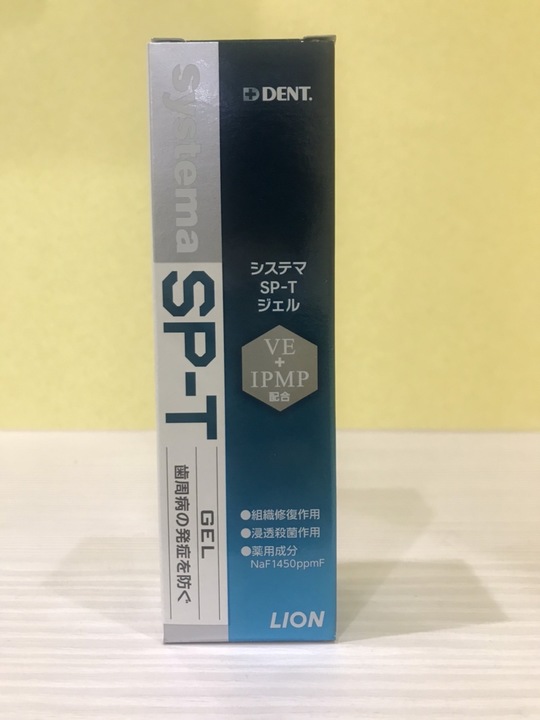 systema
SP-T
GEL
歯周病の発症を防ぐ
DENT.
システマ
SP-T
ジェル
VE
+
IPMP
配合
●組織修復作用
●浸透殺菌作用
●薬用成分
NaF1450ppmF
LION